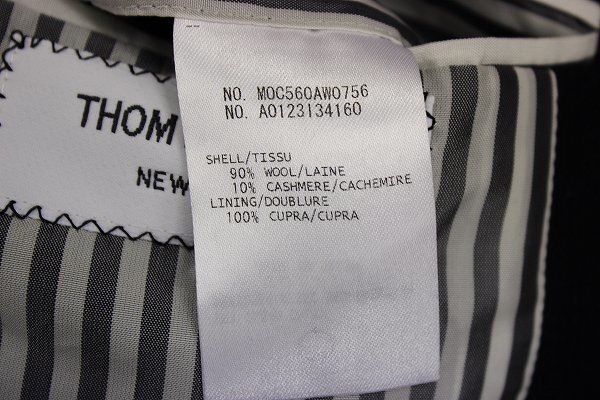 THOM
NEW
S
NO. MOC560AW0756
NO. A0123134160
SHELL/TISSU
90% WOOL/LAINE
10% CASHMERE/CACHEMIRE
LINING/DOUBLURE
100% CUPRA/CUPRA